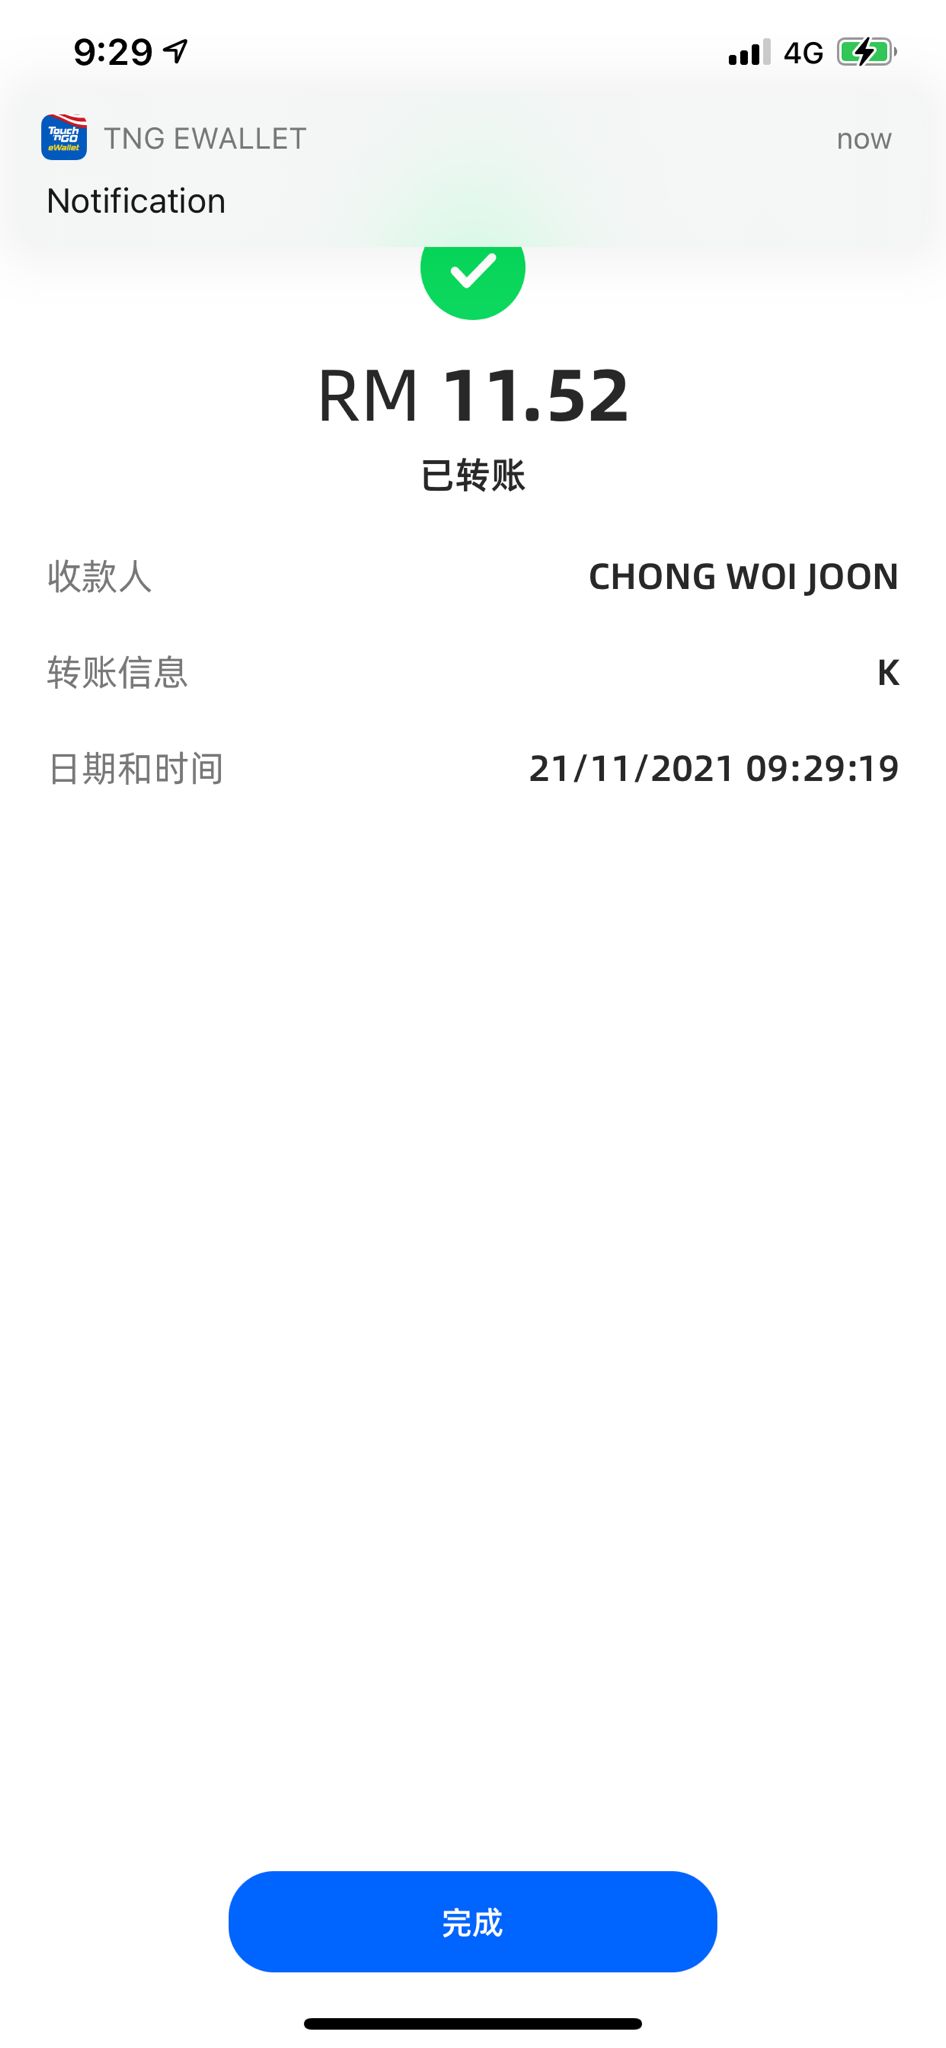 9:29
4G
Touch
'nGO
eWallet
TNG EWALLET
now
Notification
RM 11.52
已转账
收款人
CHONG WOI JOON
转账信息
K
日期和时间
21/11/2021 09:29:19
完成